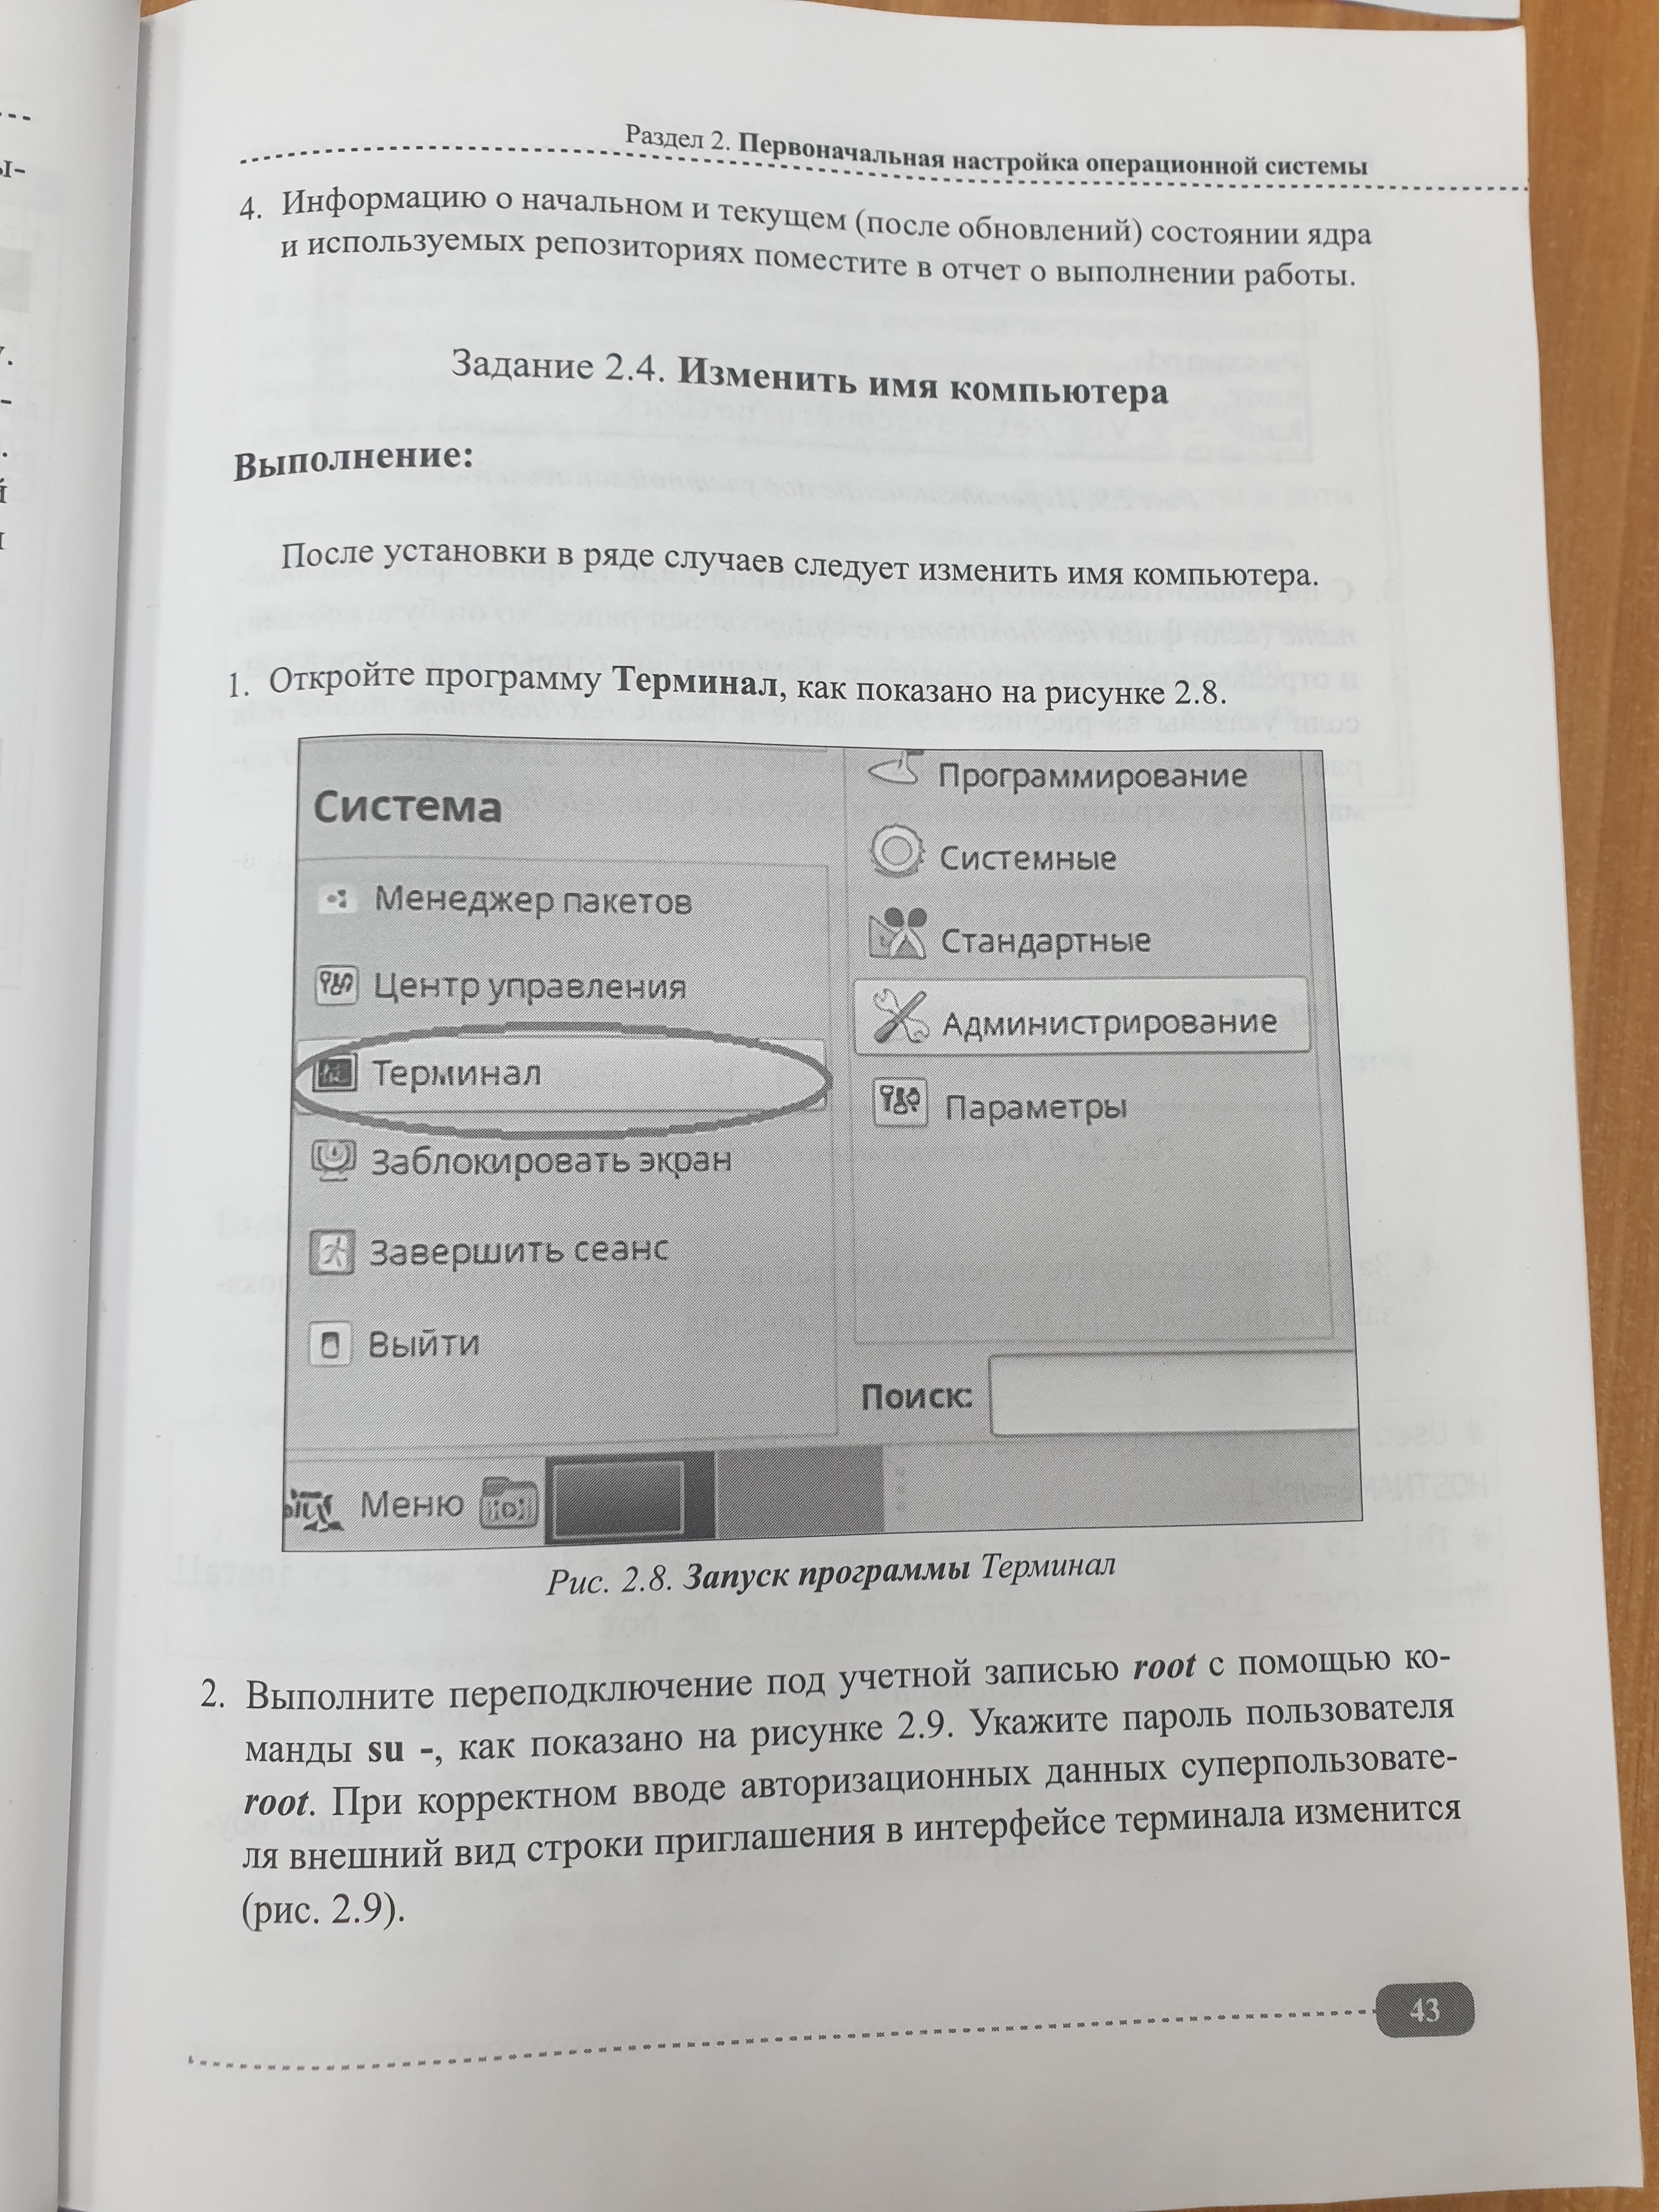 Раздел 2. Первоначальная настройка операционной системы
4. Информацию о начальном и текущем (после обновлений) состоянии ядра
и используемых репозиториях поместите в отчет о выполнении работы.
Задание 2.4. Изменить имя компьютера
Выполнение:
После установки в ряде случаев следует изменить имя компьютера.
1. Откройте программу Терминал, как показано на рисунке 2.8.
Система
Менеджер пакетов
Центр управления
Терминал
Заблокировать экран
Завершить сеанс
Выйти
Программирование
Системные
Стандартные
Администрирование
Параметры
Поиск:
Меню
Рис. 2.8. Запуск программы Терминал
2. Выполните переподключение под учетной записью root с помощью ко-
манды su -, как показано на рисунке 2.9. Укажите пароль пользователя
root. При корректном вводе авторизационных данных суперпользовате-
ля внешний вид строки приглашения в интерфейсе терминала изменится
(рис. 2.9).
43